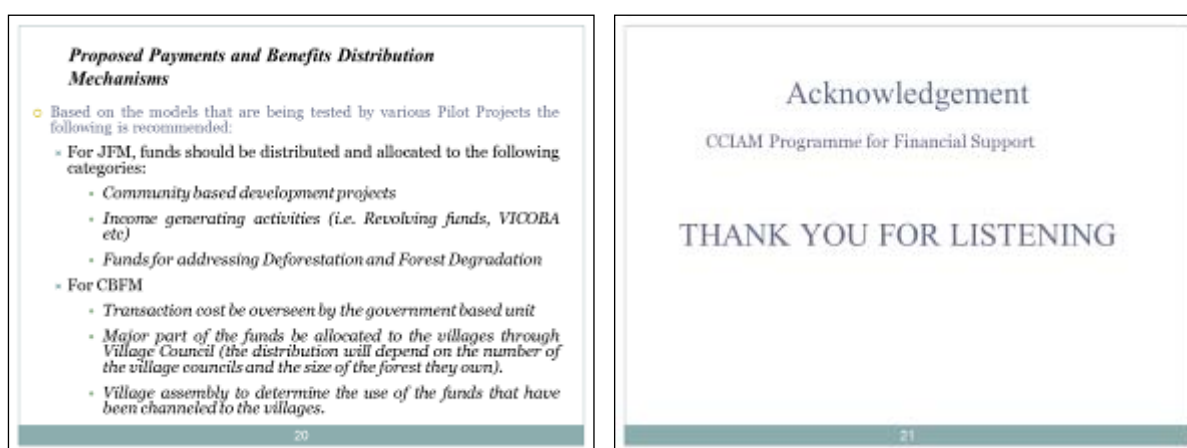 Proposed Payments and Benefits Distribution
Mechanisms
Based on the models that are being tested by various Pilot Projects the
following is recommended:
For JFM, funds should be distributed and allocated to the following
categories:
Community based development projects
Income generating activities (i.e. Revolving funds, VICOBA
etc)
Funds for addressing Deforestation and Forest Degradation
For CBFM
Transaction cost be overseen by the government based unit
Major part of the funds be allocated to the villages through
Village Council (the distribution will depend on the number of
the village councils and the size of the forest they own).
Village assembly to determine the use of the funds that have
been channeled to the villages.
20
Acknowledgement
CCIAM Programme for Financial Support
THANK YOU FOR LISTENING
21